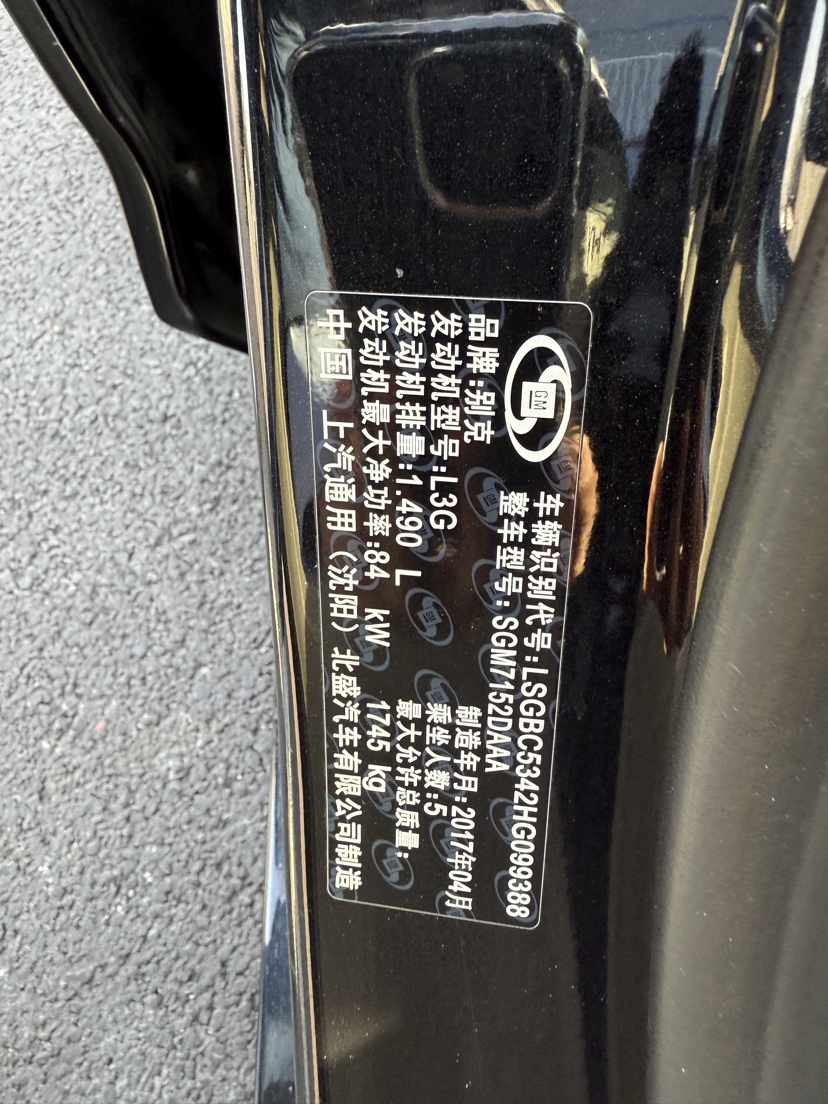 GM
车辆识别代号:LSGBC5342HG099388
整车型号:SGM7152DAAA
品牌:别克
制造年月:2017年04月
发动机型号:L3G
乘坐人数:5
发动机排量:1.490 L
最大允许总质量:
发动机最大净功率:84 kW
1745 kg
中国 上汽通用(沈阳)北盛汽车有限公司制造